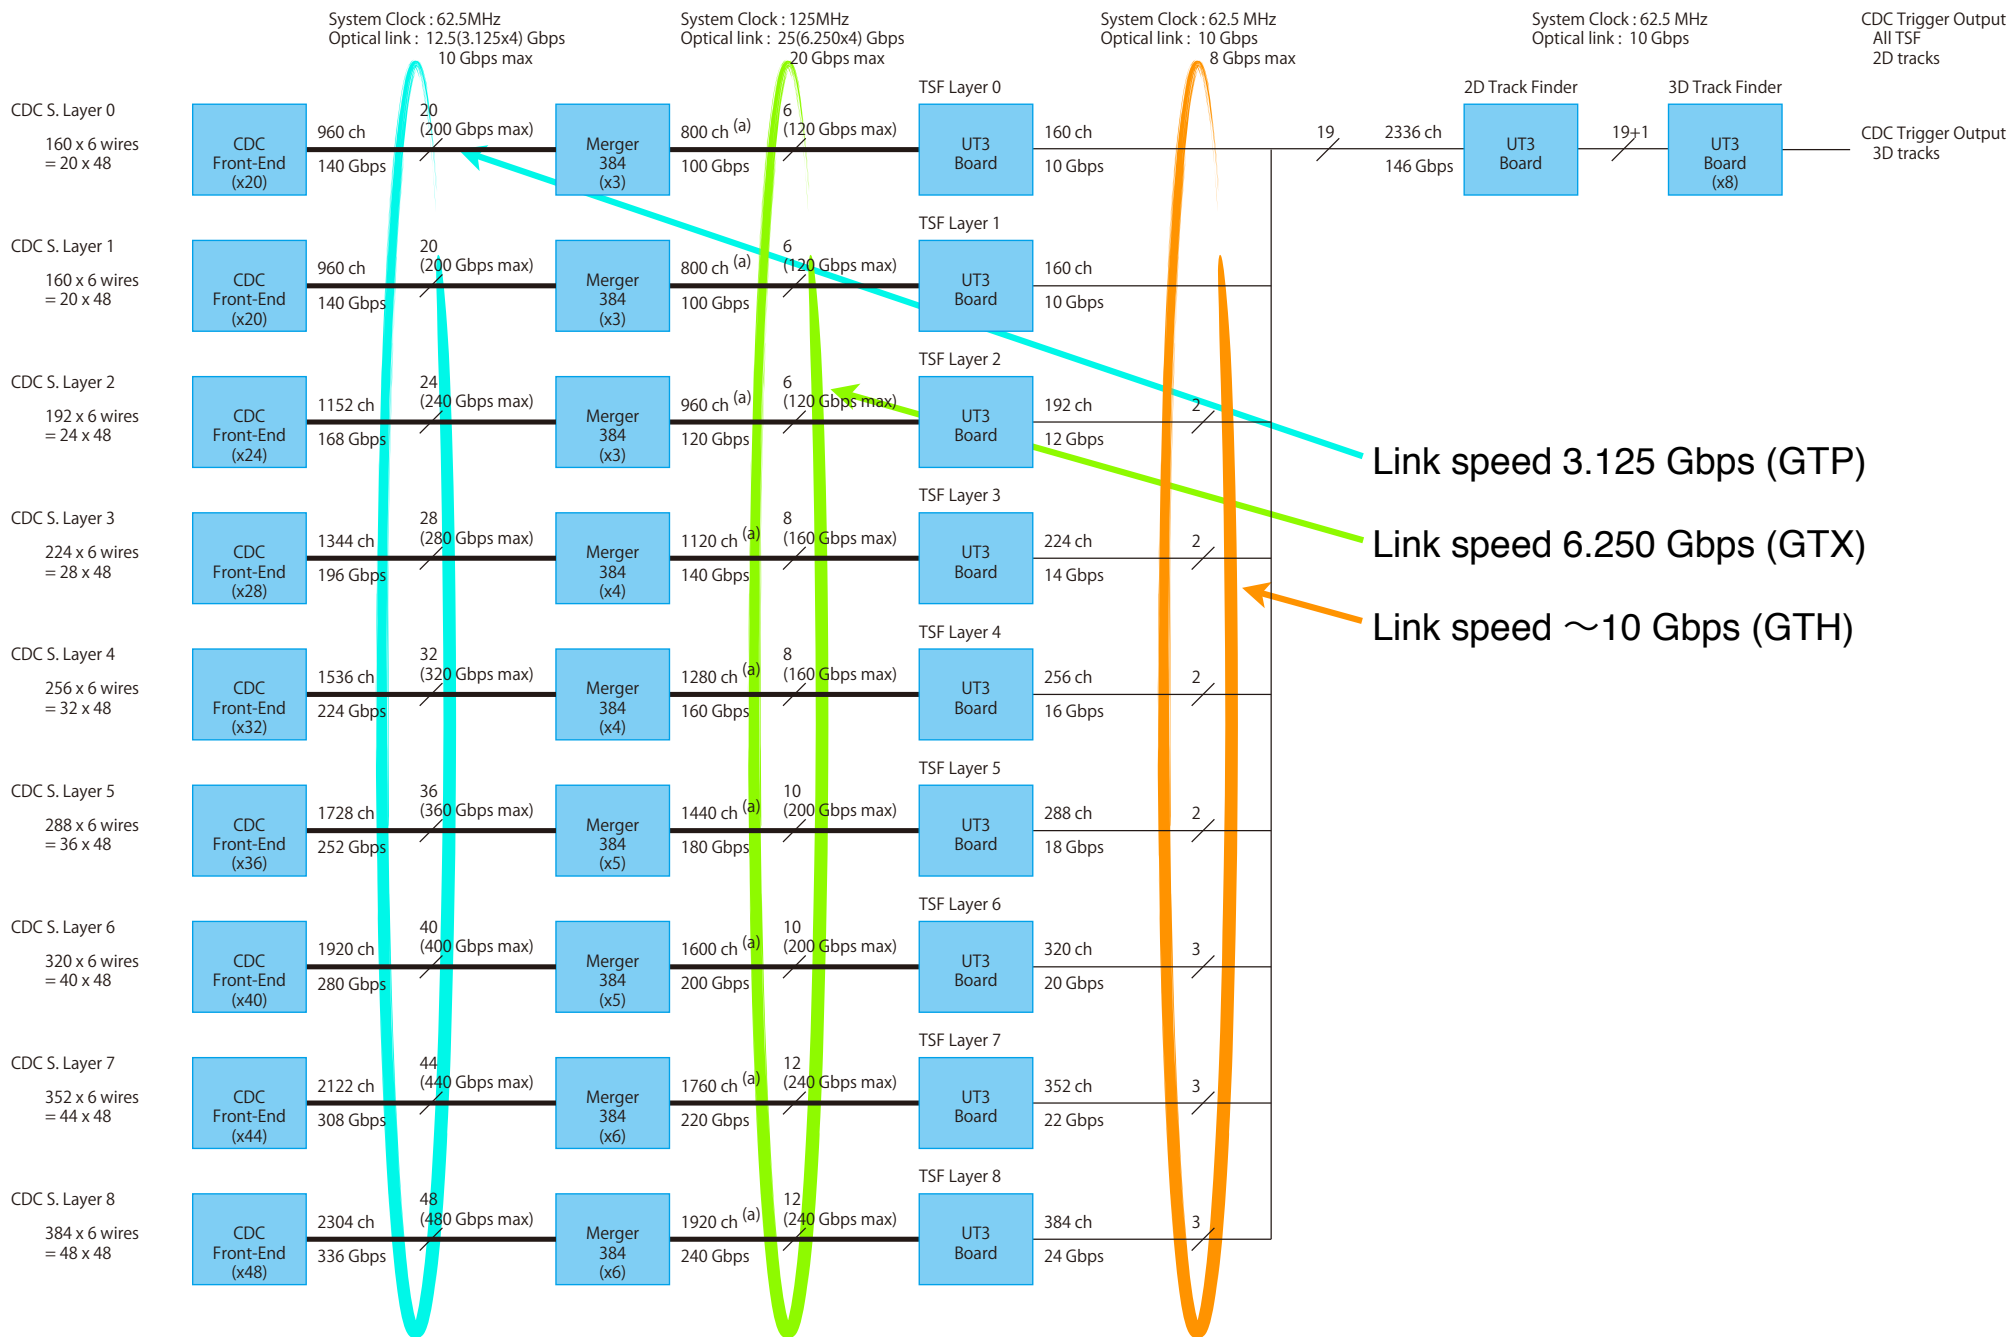 System Clock : 62.5MHz
Optical link : 12.5(3.125x4) Gbps
10 Gbps max
System Clock : 125MHz
Optical link : 25(6.250x4) Gbps
20 Gbps max
System Clock : 62.5 MHz
Optical link : 10 Gbps
8 Gbps max
System Clock : 62.5 MHz
Optical link : 10 Gbps
CDC Trigger Output
All TSF
2D tracks
CDC S. Layer 0
160 x 6 wires
= 20 x 48
CDC
Front-End
(x20)
960 ch
140 Gbps
20
(200 Gbps max)
Merger
384
(x3)
800 ch (a)
100 Gbps
6
(120 Gbps max)
TSF Layer 0
UT3
Board
160 ch
10 Gbps
19
2336 ch
146 Gbps
2D Track Finder
UT3
Board
19+1
3D Track Finder
UT3
Board
(x8)
CDC Trigger Output
3D tracks
CDC S. Layer 1
160 x 6 wires
= 20 x 48
CDC
Front-End
(x20)
960 ch
140 Gbps
20
(200 Gbps max)
Merger
384
(x3)
800 ch (a)
100 Gbps
6
(120 Gbps max)
TSF Layer 1
UT3
Board
160 ch
10 Gbps
CDC S. Layer 2
192 x 6 wires
= 24 x 48
CDC
Front-End
(x24)
1152 ch
168 Gbps
24
(240 Gbps max)
Merger
384
(x3)
960 ch (a)
120 Gbps
6
(120 Gbps max)
TSF Layer 2
UT3
Board
192 ch
12 Gbps
2
Link speed 3.125 Gbps (GTP)
CDC S. Layer 3
224 x 6 wires
= 28 x 48
CDC
Front-End
(x28)
1344 ch
196 Gbps
28
(280 Gbps max)
Merger
384
(x4)
1120 ch (a)
140 Gbps
8
(160 Gbps max)
TSF Layer 3
UT3
Board
224 ch
14 Gbps
2
Link speed 6.250 Gbps (GTX)
Link speed ～10 Gbps (GTH)
CDC S. Layer 4
256 x 6 wires
= 32 x 48
CDC
Front-End
(x32)
1536 ch
224 Gbps
32
(320 Gbps max)
Merger
384
(x4)
1280 ch (a)
160 Gbps
8
(160 Gbps max)
TSF Layer 4
UT3
Board
256 ch
16 Gbps
2
CDC S. Layer 5
288 x 6 wires
= 36 x 48
CDC
Front-End
(x36)
1728 ch
252 Gbps
36
(360 Gbps max)
Merger
384
(x5)
1440 ch (a)
180 Gbps
10
(200 Gbps max)
TSF Layer 5
UT3
Board
288 ch
18 Gbps
2
CDC S. Layer 6
320 x 6 wires
= 40 x 48
CDC
Front-End
(x40)
1920 ch
280 Gbps
40
(400 Gbps max)
Merger
384
(x5)
1600 ch (a)
200 Gbps
10
(200 Gbps max)
TSF Layer 6
UT3
Board
320 ch
20 Gbps
3
CDC S. Layer 7
352 x 6 wires
= 44 x 48
CDC
Front-End
(x44)
2122 ch
308 Gbps
44
(440 Gbps max)
Merger
384
(x6)
1760 ch (a)
220 Gbps
12
(240 Gbps max)
TSF Layer 7
UT3
Board
352 ch
22 Gbps
3
CDC S. Layer 8
384 x 6 wires
= 48 x 48
CDC
Front-End
(x48)
2304 ch
336 Gbps
48
(480 Gbps max)
Merger
384
(x6)
1920 ch (a)
240 Gbps
12
(240 Gbps max)
TSF Layer 8
UT3
Board
384 ch
24 Gbps
3